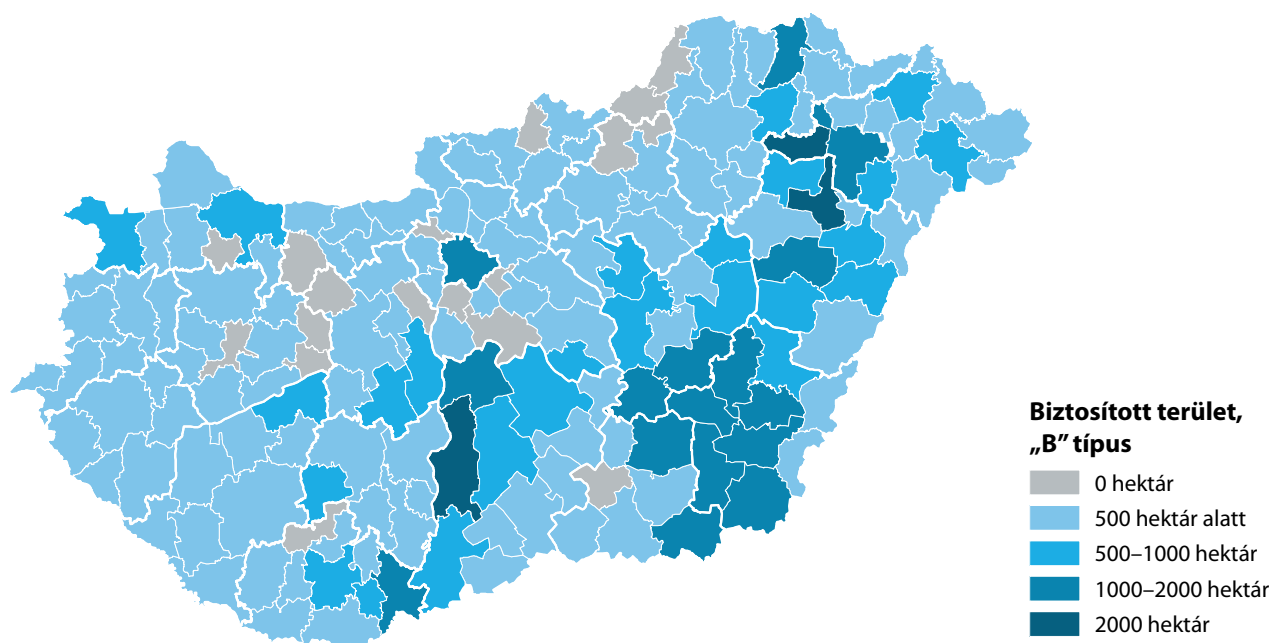 Biztosított terület,
„B” típus
0 hektár
500 hektár alatt
500–1000 hektár
1000–2000 hektár
2000 hektár